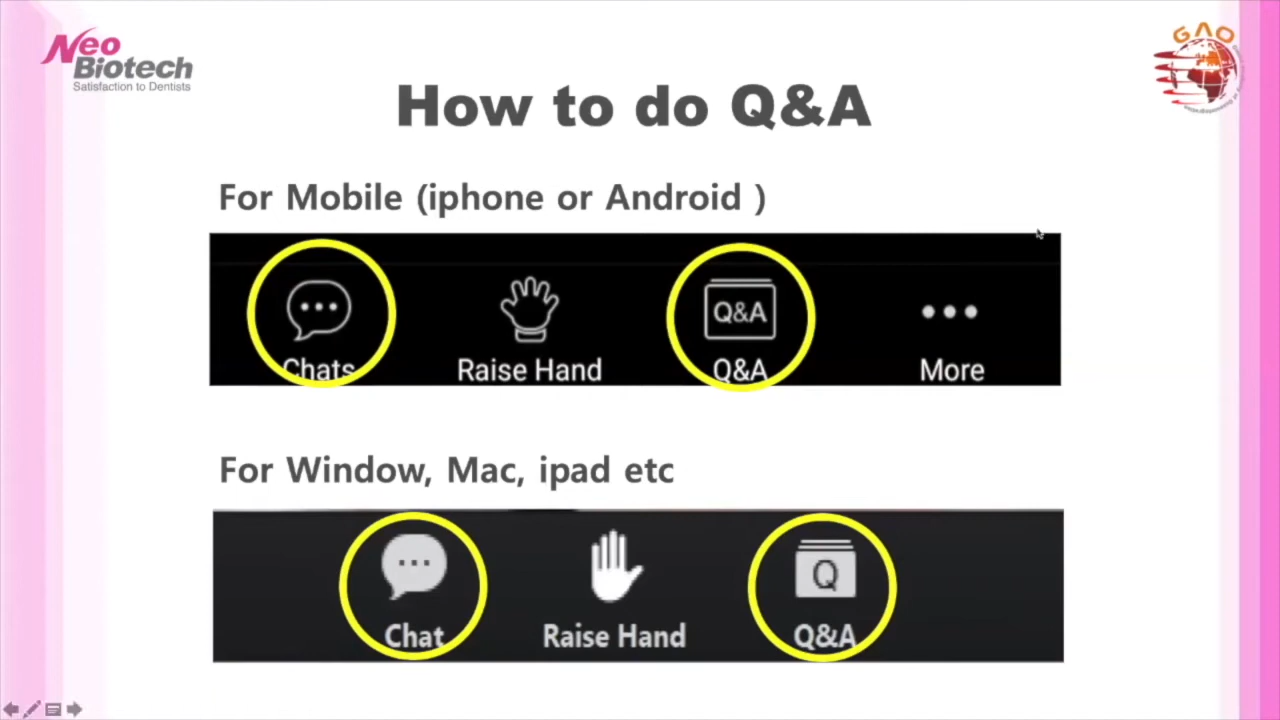 Neo
Biotech
Satisfaction to Dentists
GAO
How to do Q&A
For Mobile (iphone or Android )
Q&A
Chats
Raise Hand
Q&A
More
For Window, Mac, ipad etc
Q
Chat
Raise Hand
Q&A